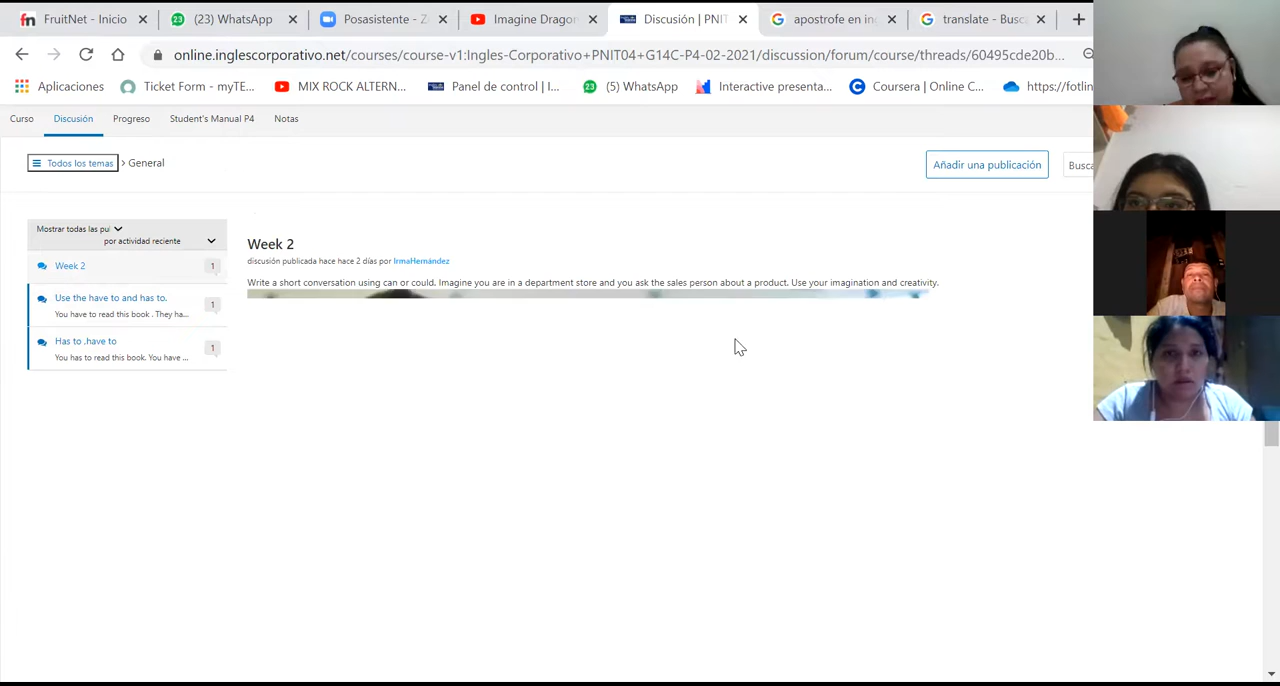 FruitNet - Inicio
(23) WhatsApp
Posasistente - Z
Imagine Dragon
Discusión | PNIT
apostrofe en ing
translate - Busc
online.inglescorporativo.net/courses/course-v1:Ingles-Corporativo+PNIT04+G14C-P4-02-2021/discussion/forum/course/threads/60495cde20b...
Aplicaciones
Ticket Form - myTE...
MIX ROCK ALTERN...
Panel de control | I...
(5) WhatsApp
Interactive presenta...
Coursera | Online C...
https://fotlin
Curso
Discusión
Progreso
Student's Manual P4
Notas
Todos los temas > General
Añadir una publicación
Busca
Mostrar todas las pul
por actividad reciente
Week 2
1
Use the have to and has to.
You have to read this book . They ha...
1
Has to ,have to
You has to read this book. You have ...
1
Week 2
discusión publicada hace hace 2 días por IrmaHernández
Write a short conversation using can or could. Imagine you are in a department store and you ask the sales person about a product. Use your imagination and creativity.